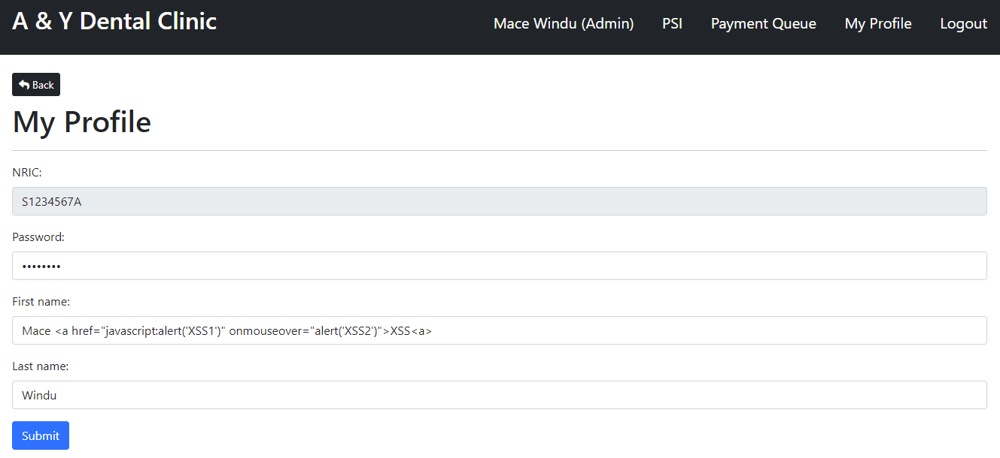 A & Y Dental Clinic
Mace Windu (Admin) PSI Payment Queue My Profile Logout
Back
My Profile
NRIC:
S1234567A
Password:
••••••••
First name:
Mace <a href="javascript:alert('XSS1')" onmouseover="alert('XSS2')">XSS<a>
Last name:
Windu
Submit